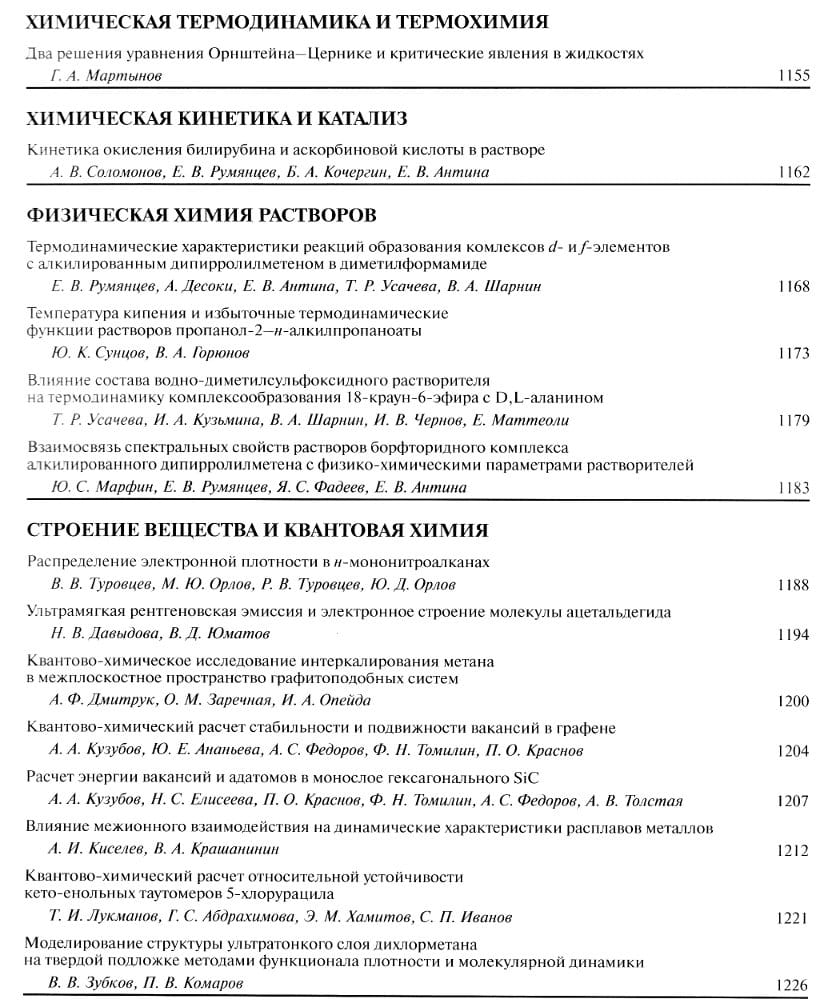 ХИМИЧЕСКАЯ ТЕРМОДИНАМИКА И ТЕРМОХИМИЯ
Два решения уравнения Орнштейна–Цернике и критические явления в жидкостях
Г. А. Мартынов 1155
ХИМИЧЕСКАЯ КИНЕТИКА И КАТАЛИЗ
Кинетика окисления билирубина и аскорбиновой кислоты в растворе
А. В. Соломонов, Е. В. Румянцев, Б. А. Кочергин, Е. В. Антина 1162
ФИЗИЧЕСКАЯ ХИМИЯ РАСТВОРОВ
Термодинамические характеристики реакций образования комлексов d- и f-элементов
с алкилированным дипирролилметеном в диметилформамиде
Е. В. Румянцев, А. Десоки, Е. В. Антина, Т. Р. Усачева, В. А. Шарнин 1168
Температура кипения и избыточные термодинамические
функции растворов пропанол-2–н-алкилпропаноаты
Ю. К. Сунцов, В. А. Горюнов 1173
Влияние состава водно-диметилсульфоксидного растворителя
на термодинамику комплексообразования 18-краун-6-эфира с D,L-аланином
Т. Р. Усачева, И. А. Кузьмина, В. А. Шарнин, И. В. Чернов, Е. Маттеоли 1179
Взаимосвязь спектральных свойств растворов борфторидного комплекса
алкилированного дипирролилметена с физико-химическими параметрами растворителей
Ю. С. Марфин, Е. В. Румянцев, Я. С. Фадеев, Е. В. Антина 1183
СТРОЕНИЕ ВЕЩЕСТВА И КВАНТОВАЯ ХИМИЯ
Распределение электронной плотности в н-мононитроалканах
В. В. Туровцев, М. Ю. Орлов, Р. В. Туровцев, Ю. Д. Орлов 1188
Ультрамягкая рентгеновская эмиссия и электронное строение молекулы ацетальдегида
Н. В. Давыдова, В. Д. Юматов 1194
Квантово-химическое исследование интеркалирования метана
в межплоскостное пространство графитоподобных систем
А. Ф. Дмитрук, О. М. Заречная, И. А. Опейда 1200
Квантово-химический расчет стабильности и подвижности вакансий в графене
А. А. Кузубов, Ю. Е. Ананьева, А. С. Федоров, Ф. Н. Томилин, П. О. Краснов 1204
Расчет энергии вакансий и адатомов в монослое гексагонального SiC
А. А. Кузубов, Н. С. Елисеева, П. О. Краснов, Ф. Н. Томилин, А. С. Федоров, А. В. Толстая 1207
Влияние межионного взаимодействия на динамические характеристики расплавов металлов
А. И. Киселев, В. А. Крашанинин 1212
Квантово-химический расчет относительной устойчивости
кето-енольных таутомеров 5-хлорурацила
Т. И. Лукманов, Г. С. Абдрахимова, Э. М. Хамитов, С. П. Иванов 1221
Моделирование структуры ультратонкого слоя дихлорметана
на твердой подложке методами функционала плотности и молекулярной динамики
В. В. Зубков, П. В. Комаров 1226